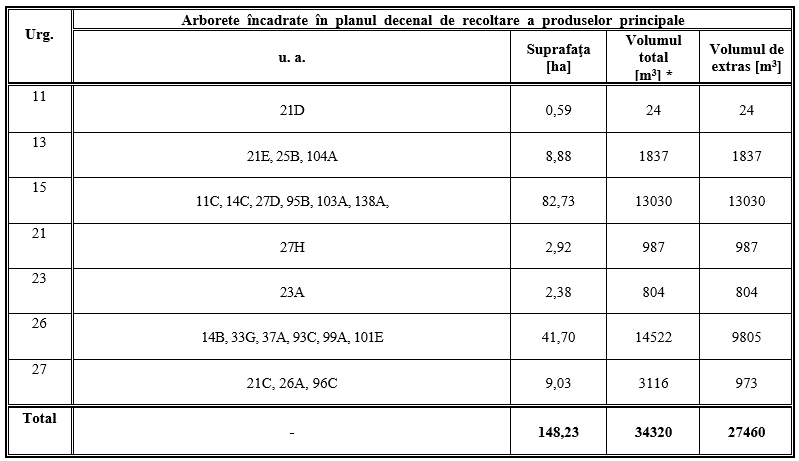 Urg.
Arborete încadrate în planul decenal de recoltare a produselor principale
u. a.
Suprafaţa
[ha]
Volumul
total
[m³] *
Volumul de
extras [m³]
11
21D
0,59
24
24
13
21E, 25B, 104A
8,88
1837
1837
15
11C, 14C, 27D, 95B, 103A, 138A,
82,73
13030
13030
21
27H
2,92
987
987
23
23A
2,38
804
804
26
14B, 33G, 37A, 93C, 99A, 101E
41,70
14522
9805
27
21C, 26A, 96C
9,03
3116
973
Total
-
148,23
34320
27460